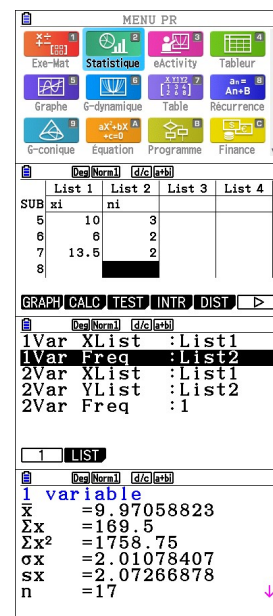 MENU PR
Exe-Mat Statistique eActivity Tableur
Graphe G-dynamique Table Récurrence
G-conique Équation Programme Finance
Deg Norm1 d/c a+bi
List 1 List 2 List 3 List 4
SUB xi ni
5 10 3
6 6 2
7 13.5 2
8
GRAPH CALC TEST INTR DIST ▷
Deg Norm1 d/c a+bi
1Var XList :List1
1Var Freq :List2
2Var XList :List1
2Var YList :List2
2Var Freq :1
1 LIST
Deg Norm1 d/c a+bi
1 variable
x̄ =9.97058823
Σx =169.5
Σx² =1758.75
σx =2.01078407
sx =2.07266878
n =17 ↓